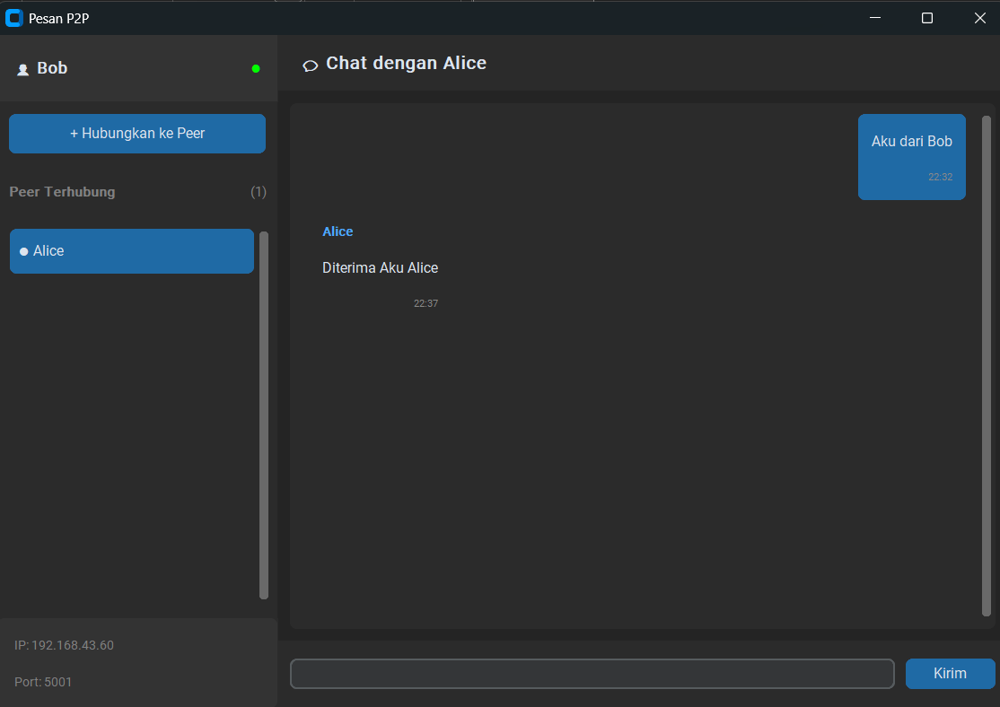 Pesan P2P
Bob
+ Hubungkan ke Peer
Peer Terhubung (1)
Alice
IP: 192.168.43.60
Port: 5001
Chat dengan Alice
Aku dari Bob
22:32
Alice
Diterima Aku Alice
22:37
Kirim